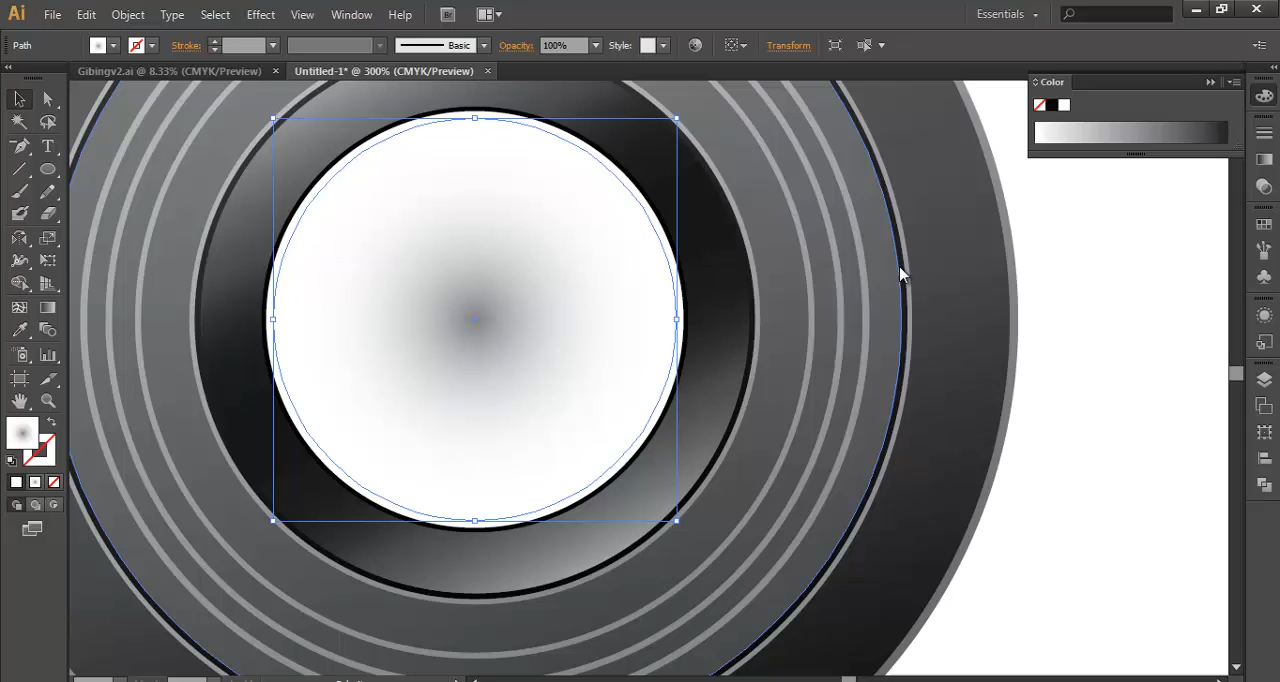 Ai File Edit Object Type Select Effect View Window Help Br Essentials
Path Stroke: Basic Opacity: 100% Style: Transform
Gibingv2.ai @ 8.33% (CMYK/Preview) × Untitled-1* @ 300% (CMYK/Preview) ×
Color
T